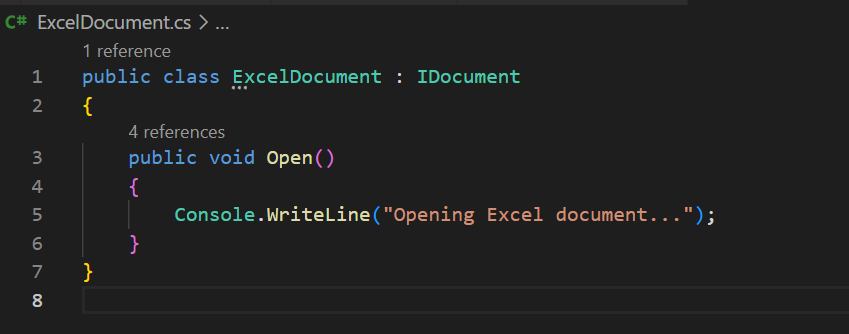 C# ExcelDocument.cs > ...
1 reference
1 public class ExcelDocument : IDocument
2 {
4 references
3 public void Open()
4 {
5 Console.WriteLine("Opening Excel document...");
6 }
7 }
8